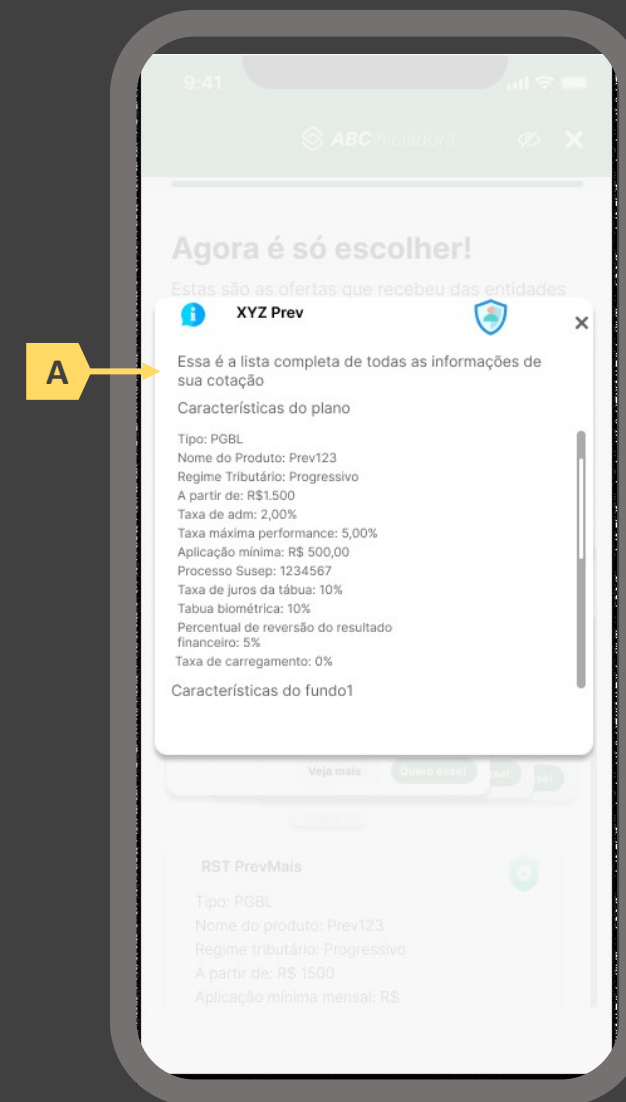 9:41
ABCiniciadora
Agora é só escolher!
Estas são as ofertas que recebeu das entidades
XYZ Prev
A
Essa é a lista completa de todas as informações de
sua cotação
Características do plano
Tipo: PGBL
Nome do Produto: Prev123
Regime Tributário: Progressivo
A partir de: R$1.500
Taxa de adm: 2,00%
Taxa máxima performance: 5,00%
Aplicação mínima: R$ 500,00
Processo Susep: 1234567
Taxa de juros da tábua: 10%
Tabua biométrica: 10%
Percentual de reversão do resultado
financeiro: 5%
Taxa de carregamento: 0%
Características do fundo1
Veja mais
Quero esse!
sse!
se!
RST PrevMais
Tipo: PGBL
Nome do produto: Prev123
Regime tributário: Progressivo
A partir de: R$ 1500
Aplicação mínima mensal: R$